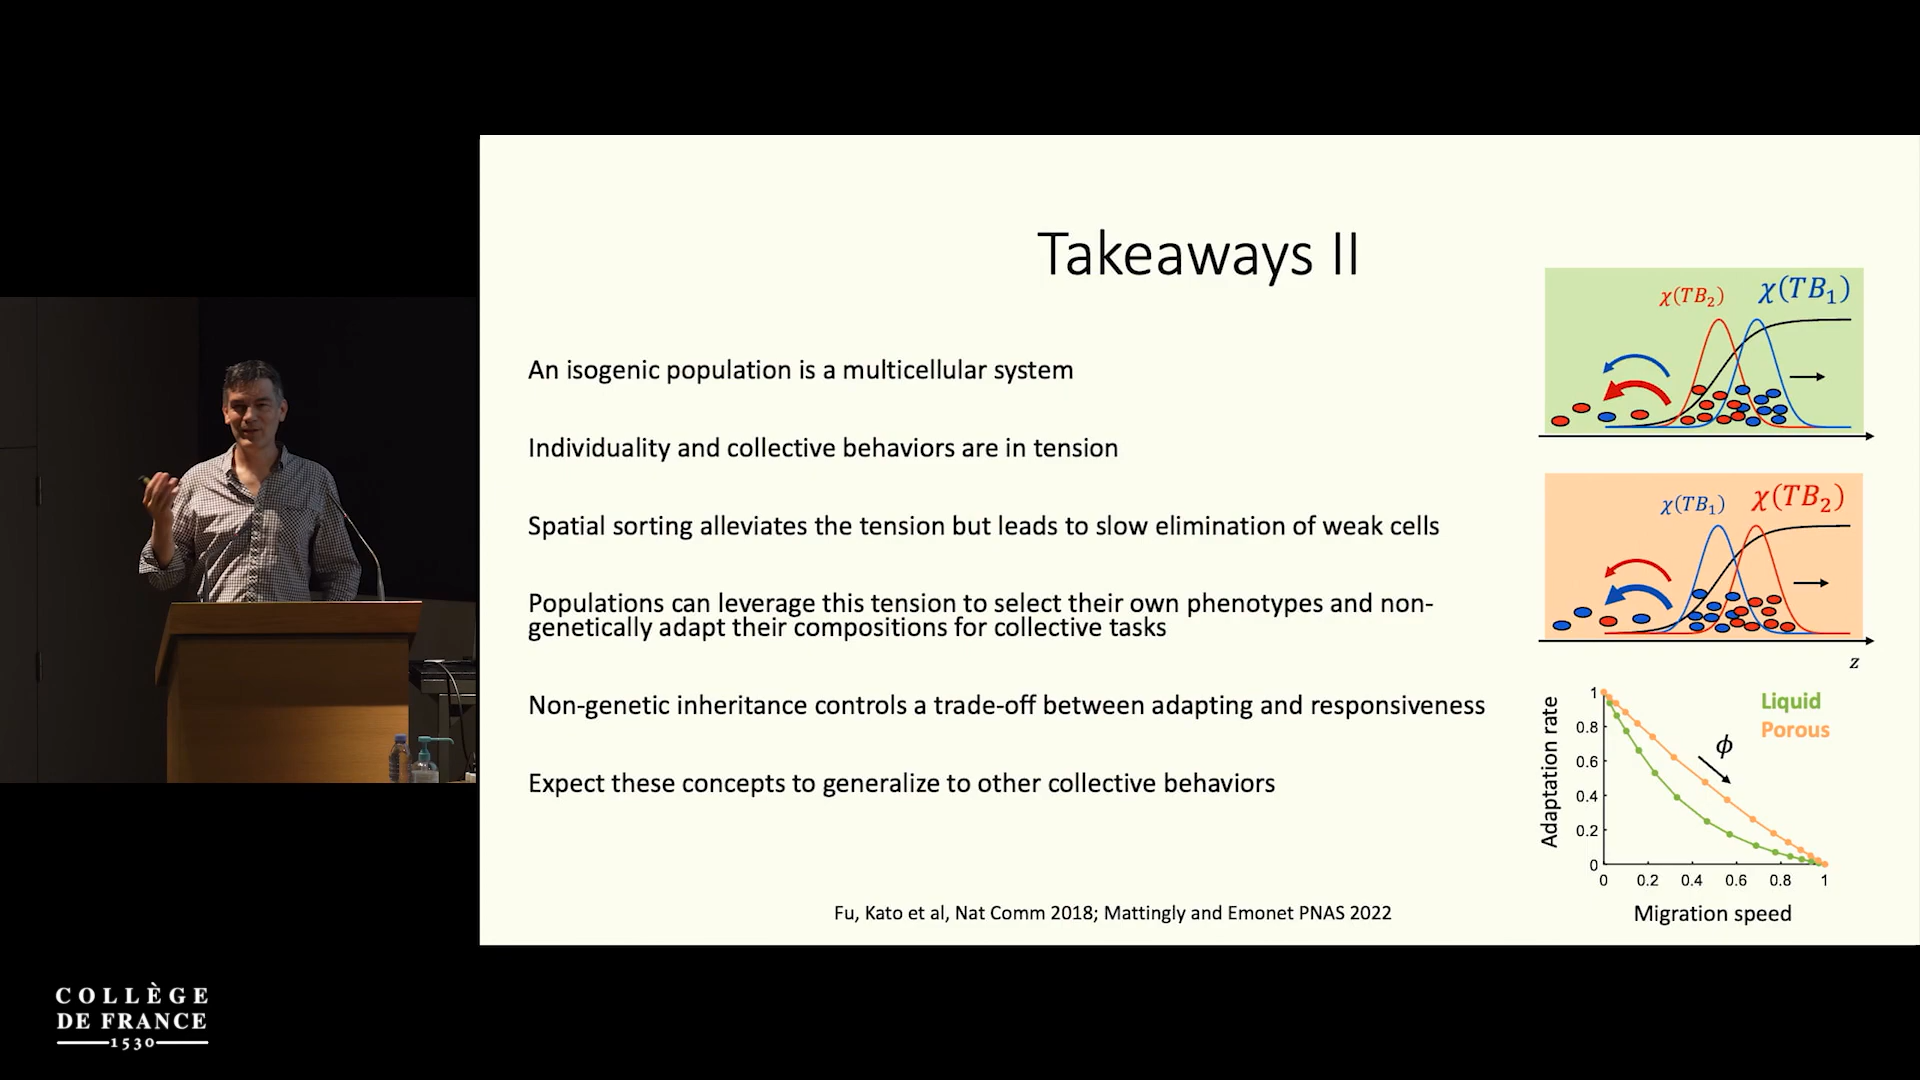 Takeaways II
An isogenic population is a multicellular system
Individuality and collective behaviors are in tension
Spatial sorting alleviates the tension but leads to slow elimination of weak cells
Populations can leverage this tension to select their own phenotypes and non-
genetically adapt their compositions for collective tasks
Non-genetic inheritance controls a trade-off between adapting and responsiveness
Expect these concepts to generalize to other collective behaviors
Fu, Kato et al, Nat Comm 2018; Mattingly and Emonet PNAS 2022
χ(TB₂) χ(TB₁)
χ(TB₁) χ(TB₂)
z
Adaptation rate
1
0.8
0.6
0.4
0.2
0
Liquid
Porous
ϕ
0 0.2 0.4 0.6 0.8 1
Migration speed
COLLÈGE
DE FRANCE
1530